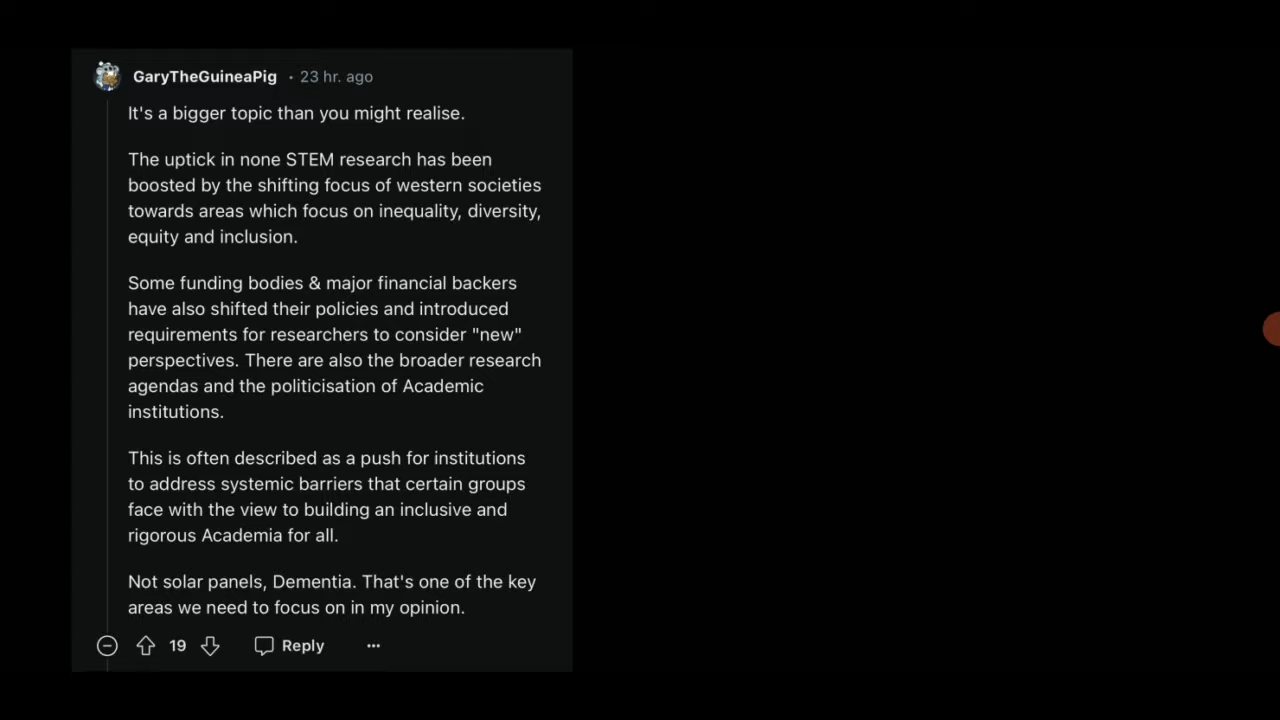 GaryTheGuineaPig · 23 hr. ago
It's a bigger topic than you might realise.
The uptick in none STEM research has been
boosted by the shifting focus of western societies
towards areas which focus on inequality, diversity,
equity and inclusion.
Some funding bodies & major financial backers
have also shifted their policies and introduced
requirements for researchers to consider "new"
perspectives. There are also the broader research
agendas and the politicisation of Academic
institutions.
This is often described as a push for institutions
to address systemic barriers that certain groups
face with the view to building an inclusive and
rigorous Academia for all.
Not solar panels, Dementia. That's one of the key
areas we need to focus on in my opinion.
19 Reply ...